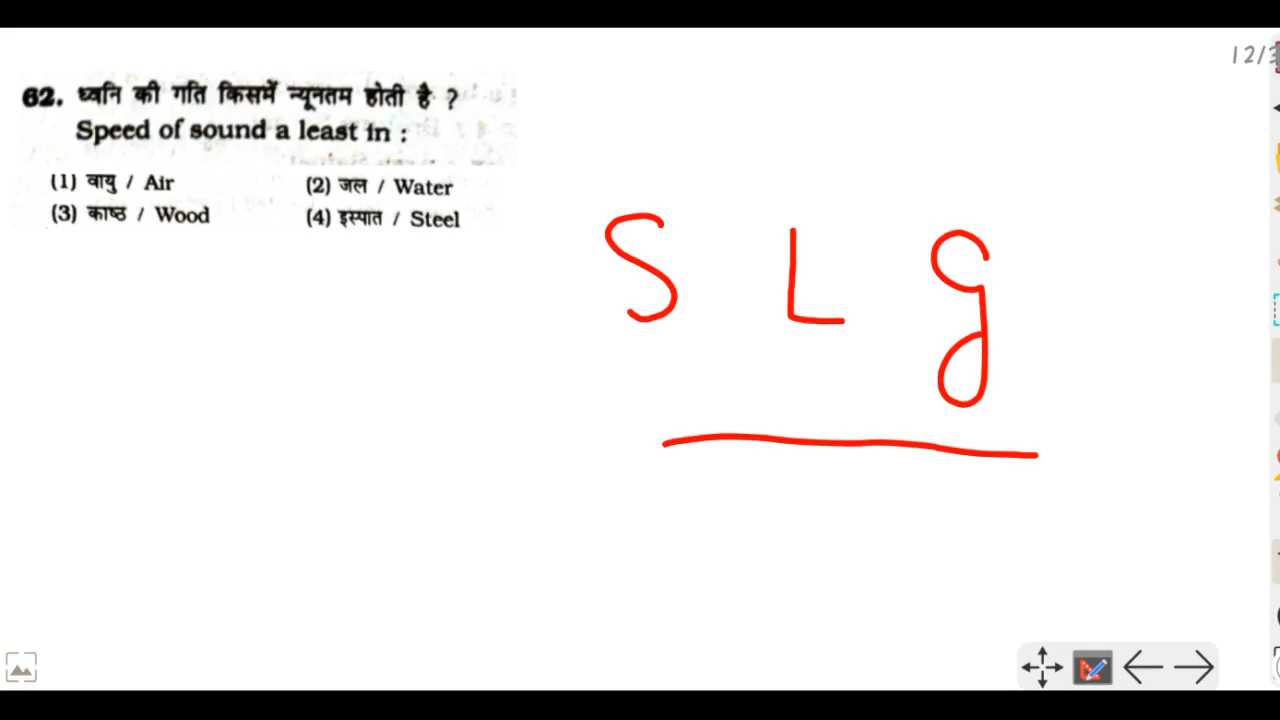 12/3
62. ध्वनि की गति किसमें न्यूनतम होती है ?
Speed of sound a least in :
(1) वायु / Air (2) जल / Water
(3) काष्ठ / Wood (4) इस्पात / Steel
S L g